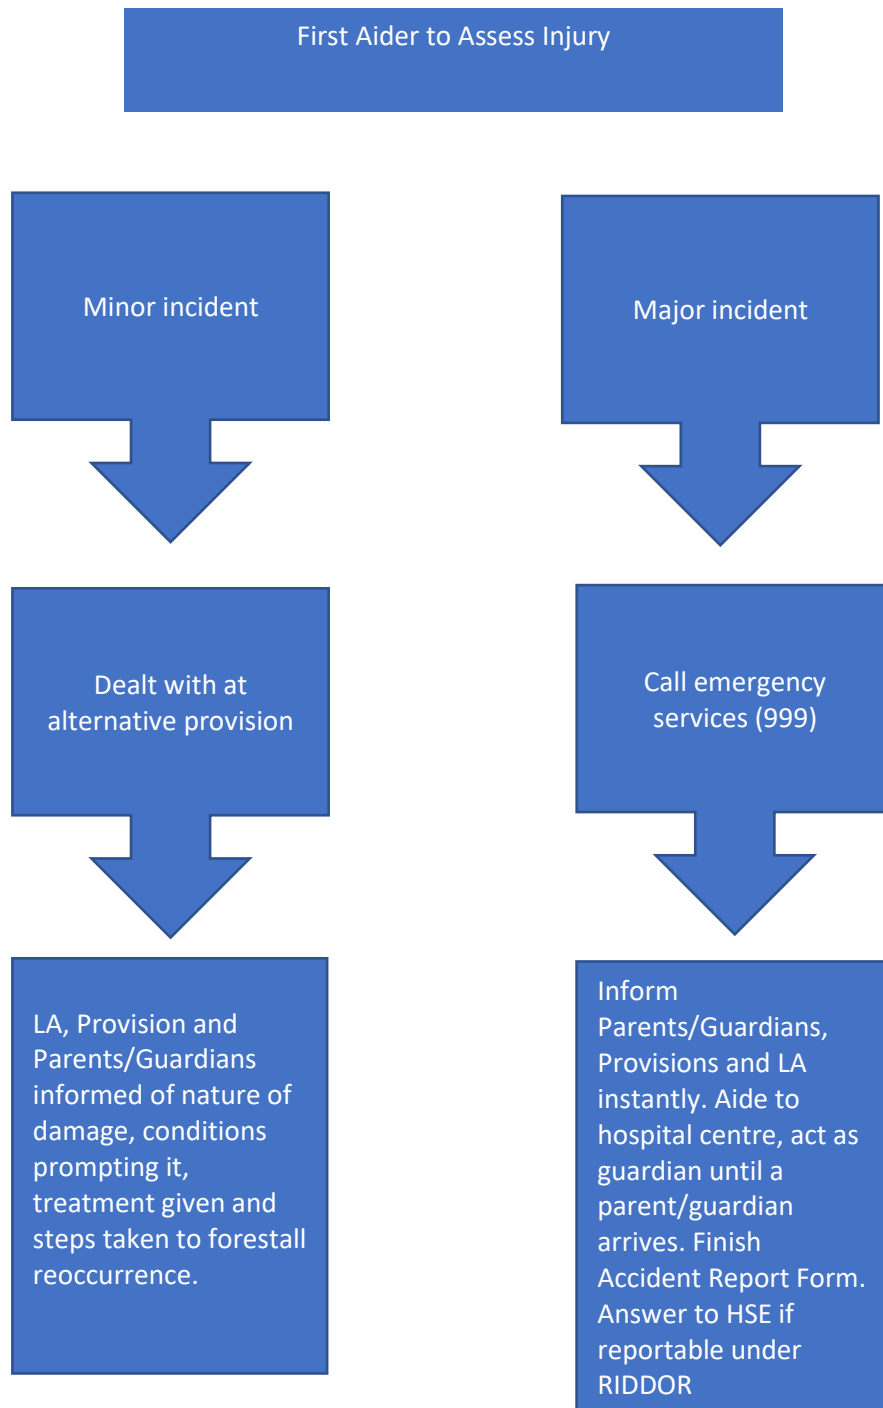 First Aider to Assess Injury
Minor incident
Major incident
Dealt with at
alternative provision
Call emergency
services (999)
LA, Provision and
Parents/Guardians
informed of nature of
damage, conditions
prompting it,
treatment given and
steps taken to forestall
reoccurrence.
Inform
Parents/Guardians,
Provisions and LA
instantly. Aide to
hospital centre, act as
guardian until a
parent/guardian
arrives. Finish
Accident Report Form.
Answer to HSE if
reportable under
RIDDOR